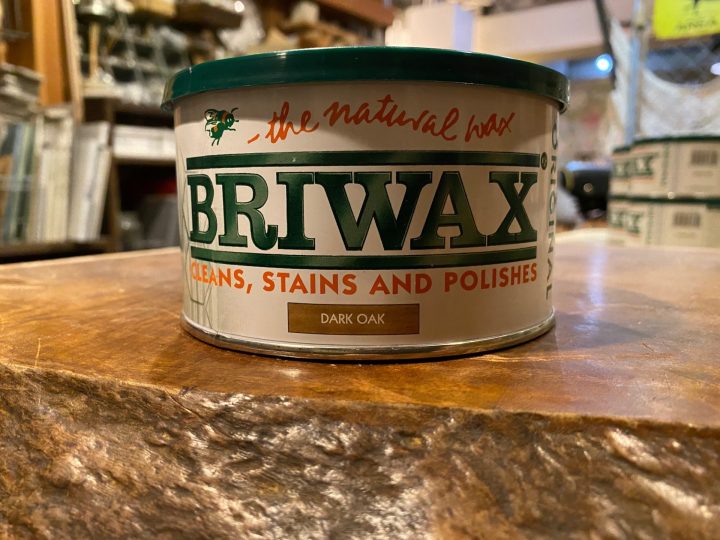 - the natural wax
BRIWAX®
CLEANS, STAINS AND POLISHES
DARK OAK
ORIGINAL